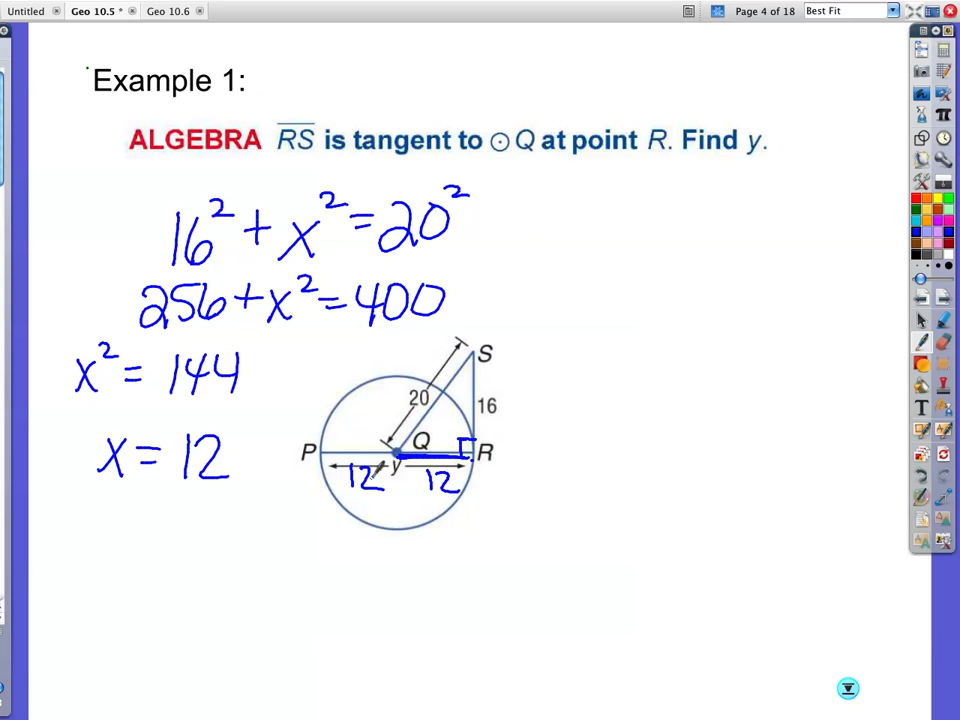 Untitled Geo 10.5 * Geo 10.6 Page 4 of 18 Best Fit
Example 1:
ALGEBRA RS is tangent to ⊙Q at point R. Find y.
16² + x² = 20²
256 + x² = 400
x² = 144
x = 12
S
20
16
P Q R
y
12 12